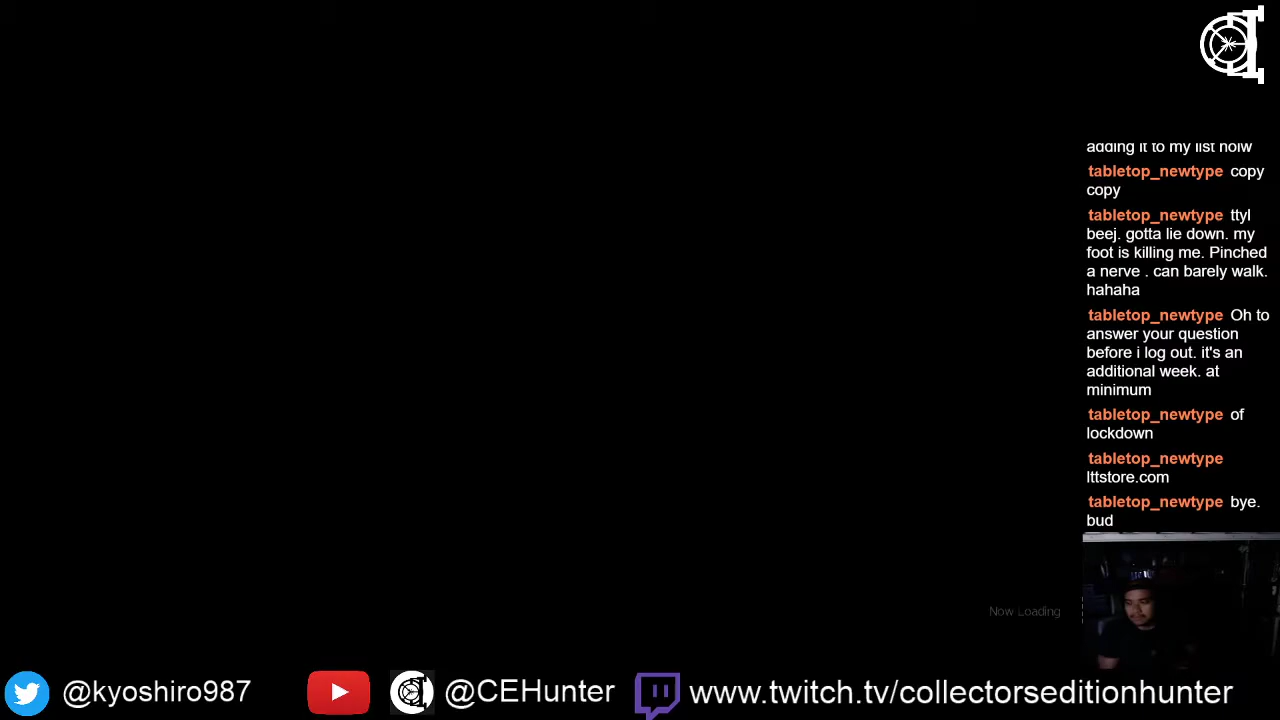 adding it to my list nolw
tabletop_newtype copy
copy
tabletop_newtype ttyl
beej. gotta lie down. my
foot is killing me. Pinched
a nerve . can barely walk.
hahaha
tabletop_newtype Oh to
answer your question
before i log out. it's an
additional week. at
minimum
tabletop_newtype of
lockdown
tabletop_newtype
lttstore.com
tabletop_newtype bye.
bud
Now Loading
@kyoshiro987 @CEHunter www.twitch.tv/collectorseditionhunter